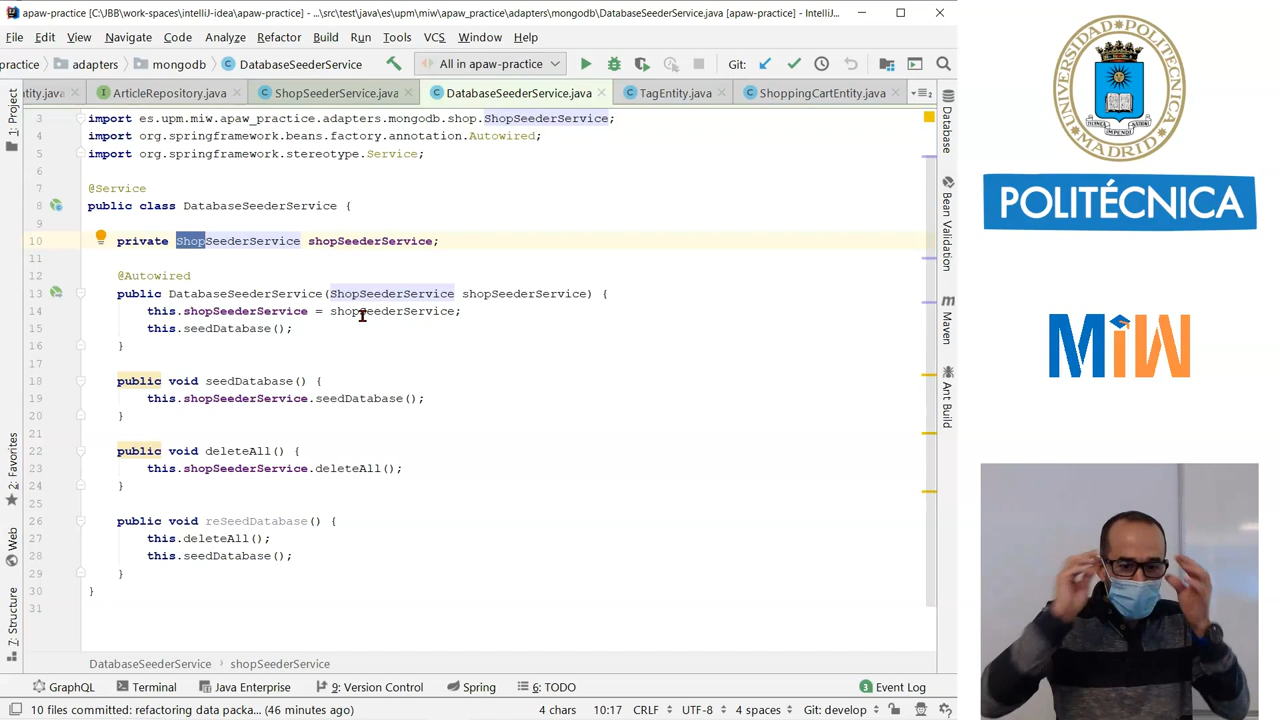 apaw-practice [C:\JBB\work-spaces\intelliJ-idea\apaw-practice] - ...\src\test\java\es\upm\miw\apaw_practice\adapters\mongodb\DatabaseSeederService.java [apaw-practice] - IntelliJ...
File Edit View Navigate Code Analyze Refactor Build Run Tools VCS Window Help
practice adapters mongodb DatabaseSeederService All in apaw-practice Git:
ntity.java ArticleRepository.java ShopSeederService.java DatabaseSeederService.java TagEntity.java ShoppingCartEntity.java
3 import es.upm.miw.apaw_practice.adapters.mongodb.shop.ShopSeederService;
4 import org.springframework.beans.factory.annotation.Autowired;
5 import org.springframework.stereotype.Service;
6
7 @Service
8 public class DatabaseSeederService {
9
10 private ShopSeederService shopSeederService;
11
12 @Autowired
13 public DatabaseSeederService(ShopSeederService shopSeederService) {
14 this.shopSeederService = shopSeederService;
15 this.seedDatabase();
16 }
17
18 public void seedDatabase() {
19 this.shopSeederService.seedDatabase();
20 }
21
22 public void deleteAll() {
23 this.shopSeederService.deleteAll();
24 }
25
26 public void reSeedDatabase() {
27 this.deleteAll();
28 this.seedDatabase();
29 }
30 }
31
1: Project
2: Favorites
Web
7: Structure
Database
Bean Validation
m
Maven
Ant Build
DatabaseSeederService shopSeederService
GraphQL Terminal Java Enterprise 9: Version Control Spring 6: TODO 3 Event Log
10 files committed: refactoring data packa... (46 minutes ago) 4 chars 10:17 CRLF UTF-8 4 spaces Git: develop
UNIVERSIDAD POLITÉCNICA
DE MADRID
POLITÉCNICA
MiW